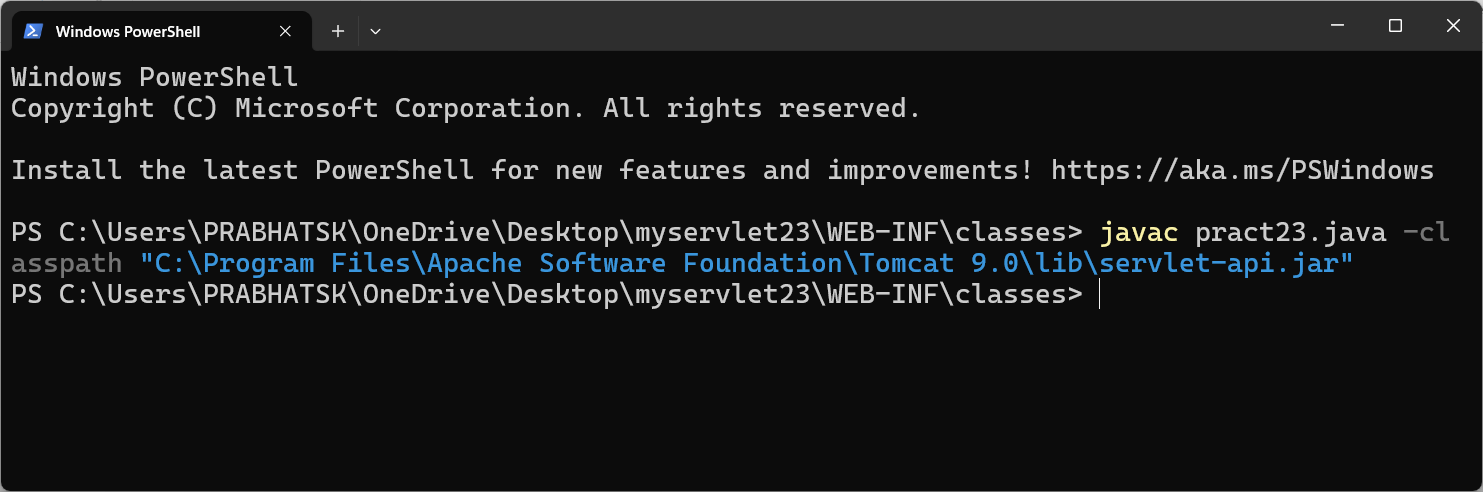 Windows PowerShell
Windows PowerShell
Copyright (C) Microsoft Corporation. All rights reserved.
Install the latest PowerShell for new features and improvements! https://aka.ms/PSWindows
PS C:\Users\PRABHATSK\OneDrive\Desktop\myservlet23\WEB-INF\classes> javac pract23.java -cl
asspath "C:\Program Files\Apache Software Foundation\Tomcat 9.0\lib\servlet-api.jar"
PS C:\Users\PRABHATSK\OneDrive\Desktop\myservlet23\WEB-INF\classes>